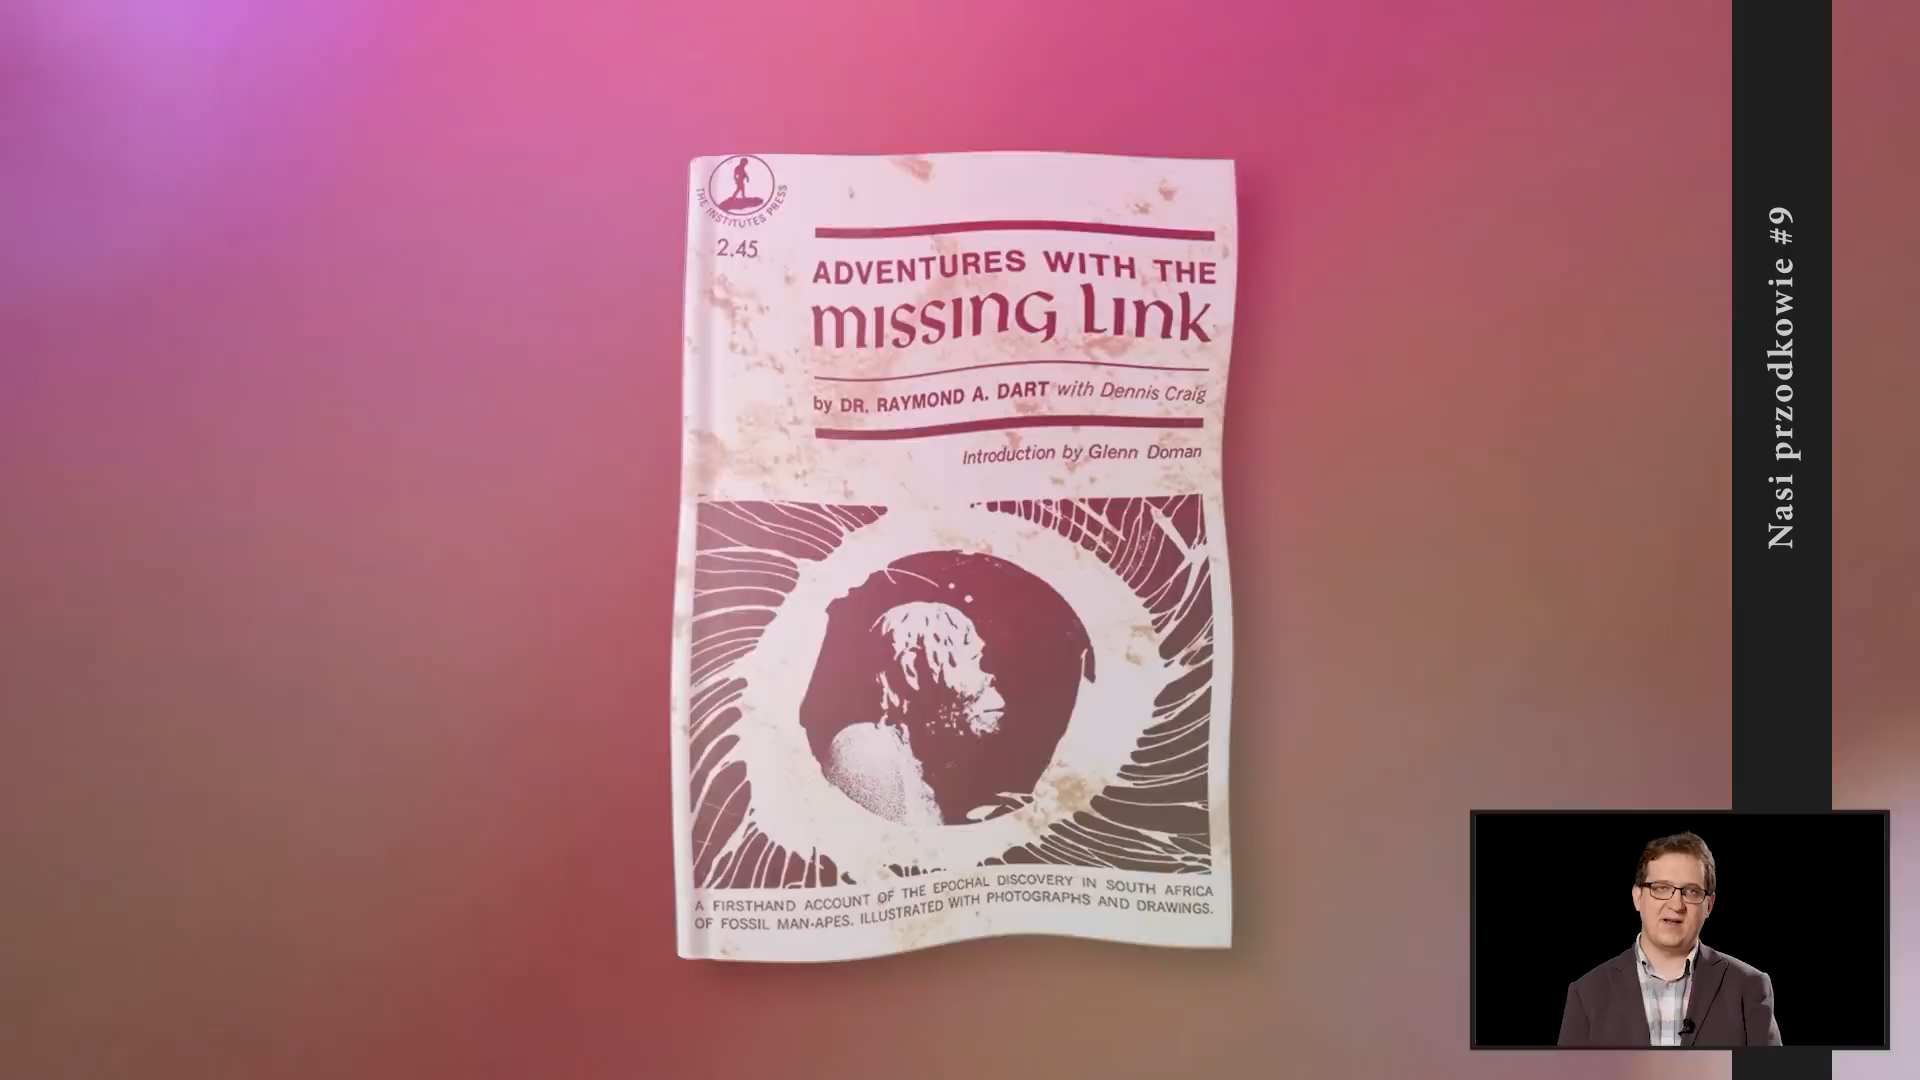 THE INSTITUTES PRESS
2.45
ADVENTURES WITH THE
missing link
by DR. RAYMOND A. DART with Dennis Craig
Introduction by Glenn Doman
A FIRSTHAND ACCOUNT OF THE EPOCHAL DISCOVERY IN SOUTH AFRICA
OF FOSSIL MAN-APES. ILLUSTRATED WITH PHOTOGRAPHS AND DRAWINGS.
Nasi przodkowie #9